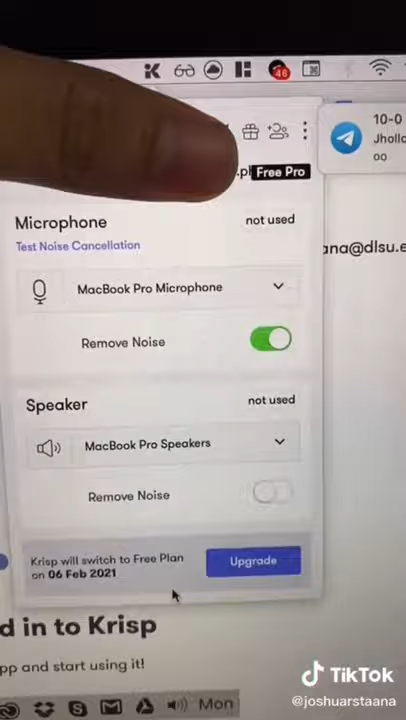 46
10-0
Jhollo
oo
Free Pro
Microphone
not used
Test Noise Cancellation
ana@dlsu.e
MacBook Pro Microphone
Remove Noise
Speaker
not used
MacBook Pro Speakers
Remove Noise
Krisp will switch to Free Plan
on 06 Feb 2021
Upgrade
d in to Krisp
pp and start using it!
TikTok
Mon
@joshuarstaana